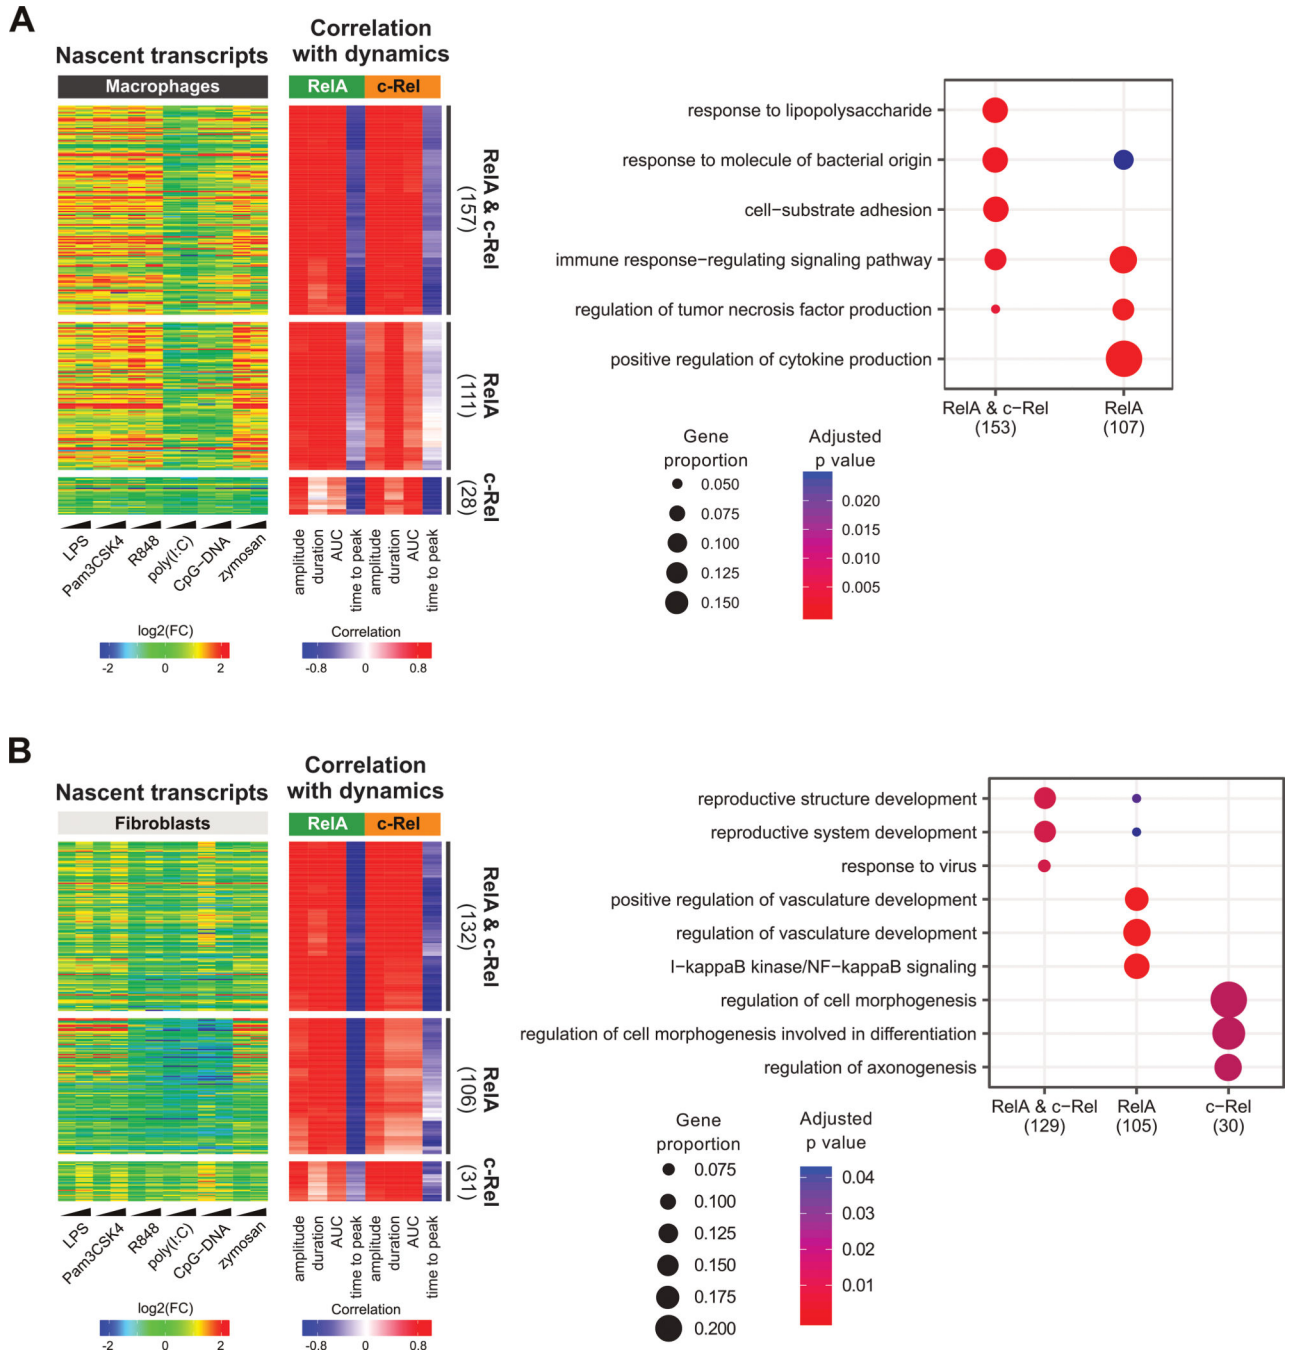 A
Nascent transcripts
Correlation
with dynamics
Macrophages
RelA
c-Rel
RelA & c-Rel
(157)
RelA
(111)
c-Rel
(28)
LPS
Pam3CSK4
R848
poly(I:C)
CpG-DNA
zymosan
amplitude
duration
AUC
time to peak
amplitude
duration
AUC
time to peak
log2(FC)
-2 0 2
Correlation
-0.8 0 0.8
response to lipopolysaccharide
response to molecule of bacterial origin
cell−substrate adhesion
immune response−regulating signaling pathway
regulation of tumor necrosis factor production
positive regulation of cytokine production
RelA & c−Rel
(153)
RelA
(107)
Gene
proportion
0.050
0.075
0.100
0.125
0.150
Adjusted
p value
0.020
0.015
0.010
0.005
B
Nascent transcripts
Correlation
with dynamics
Fibroblasts
RelA
c-Rel
RelA & c-Rel
(132)
RelA
(106)
c-Rel
(31)
LPS
Pam3CSK4
R848
poly(I:C)
CpG-DNA
zymosan
amplitude
duration
AUC
time to peak
amplitude
duration
AUC
time to peak
log2(FC)
-2 0 2
Correlation
-0.8 0 0.8
reproductive structure development
reproductive system development
response to virus
positive regulation of vasculature development
regulation of vasculature development
I−kappaB kinase/NF−kappaB signaling
regulation of cell morphogenesis
regulation of cell morphogenesis involved in differentiation
regulation of axonogenesis
RelA & c−Rel
(129)
RelA
(105)
c−Rel
(30)
Gene
proportion
0.075
0.100
0.125
0.150
0.175
0.200
Adjusted
p value
0.04
0.03
0.02
0.01